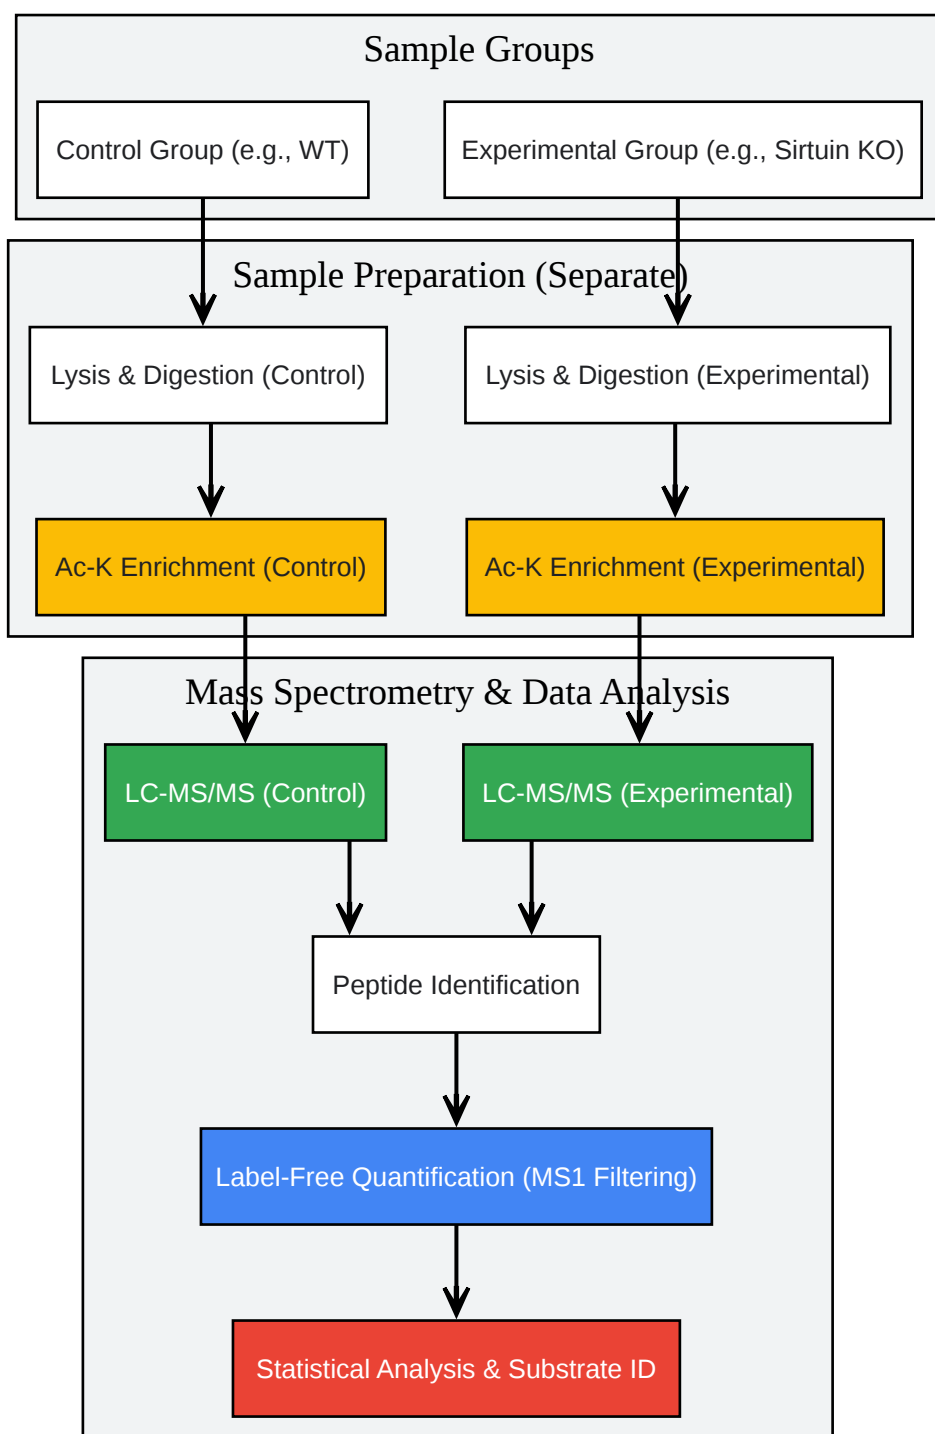 Sample Groups
Control Group (e.g., WT)
Experimental Group (e.g., Sirtuin KO)
Sample Preparation (Separate)
Lysis & Digestion (Control)
Lysis & Digestion (Experimental)
Ac-K Enrichment (Control)
Ac-K Enrichment (Experimental)
Mass Spectrometry & Data Analysis
LC-MS/MS (Control)
LC-MS/MS (Experimental)
Peptide Identification
Label-Free Quantification (MS1 Filtering)
Statistical Analysis & Substrate ID